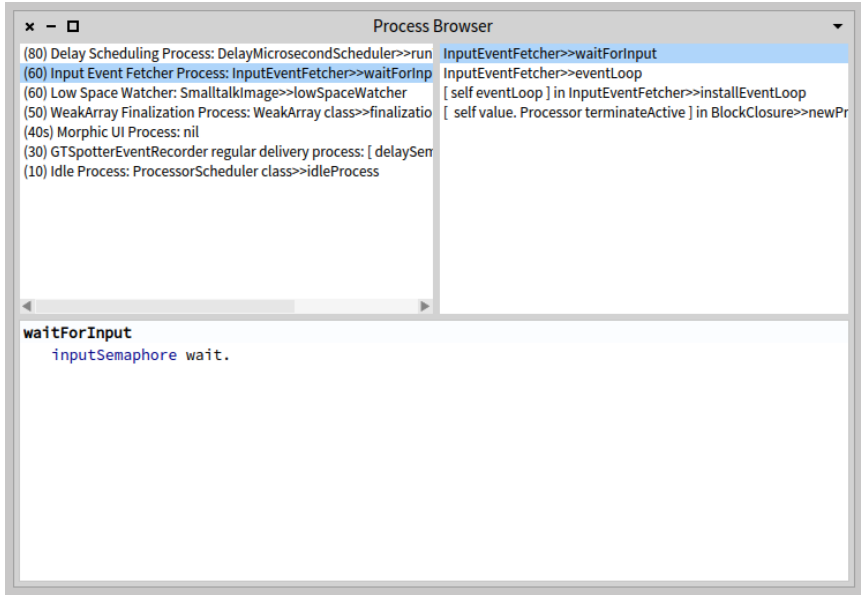 Process Browser
(80) Delay Scheduling Process: DelayMicrosecondScheduler>>run
(60) Input Event Fetcher Process: InputEventFetcher>>waitForInp
(60) Low Space Watcher: SmalltalkImage>>lowSpaceWatcher
(50) WeakArray Finalization Process: WeakArray class>>finalizatio
(40s) Morphic UI Process: nil
(30) GTSpotterEventRecorder regular delivery process: [ delaySem
(10) Idle Process: ProcessorScheduler class>>idleProcess
InputEventFetcher>>waitForInput
InputEventFetcher>>eventLoop
[ self eventLoop ] in InputEventFetcher>>installEventLoop
[ self value. Processor terminateActive ] in BlockClosure>>newPr
waitForInput
inputSemaphore wait.